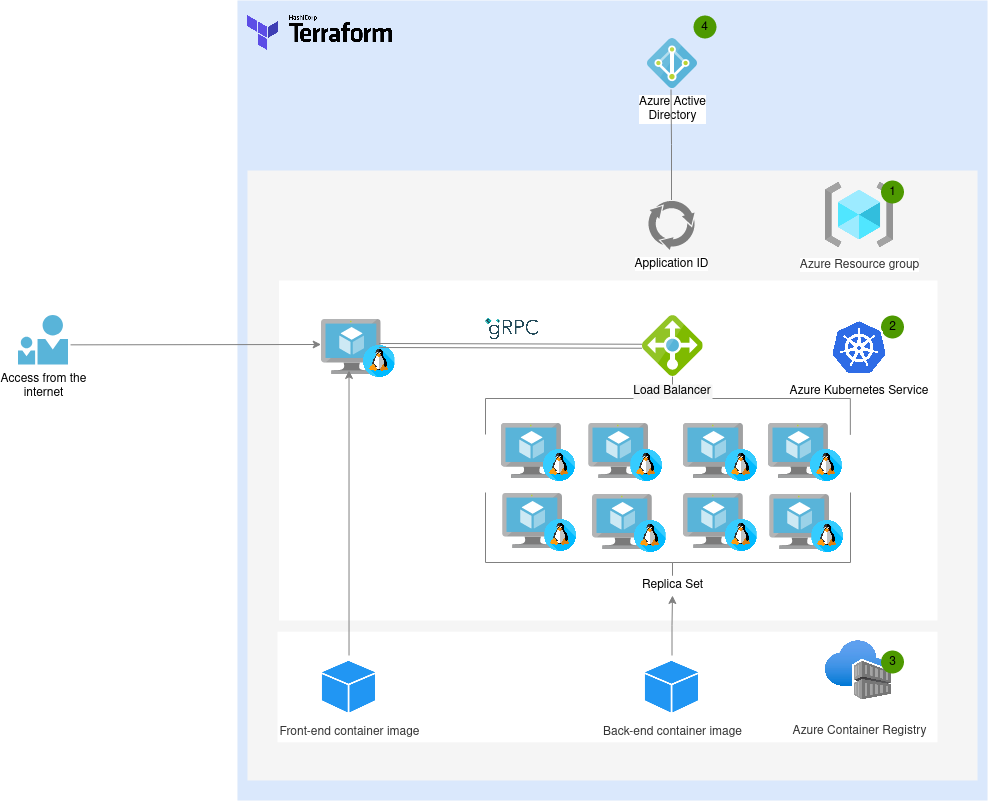 HashiCorp
Terraform
4
Azure Active
Directory
1
Application ID
Azure Resource group
gRPC
2
Access from the
internet
Load Balancer
Azure Kubernetes Service
Replica Set
3
Front-end container image
Back-end container image
Azure Container Registry